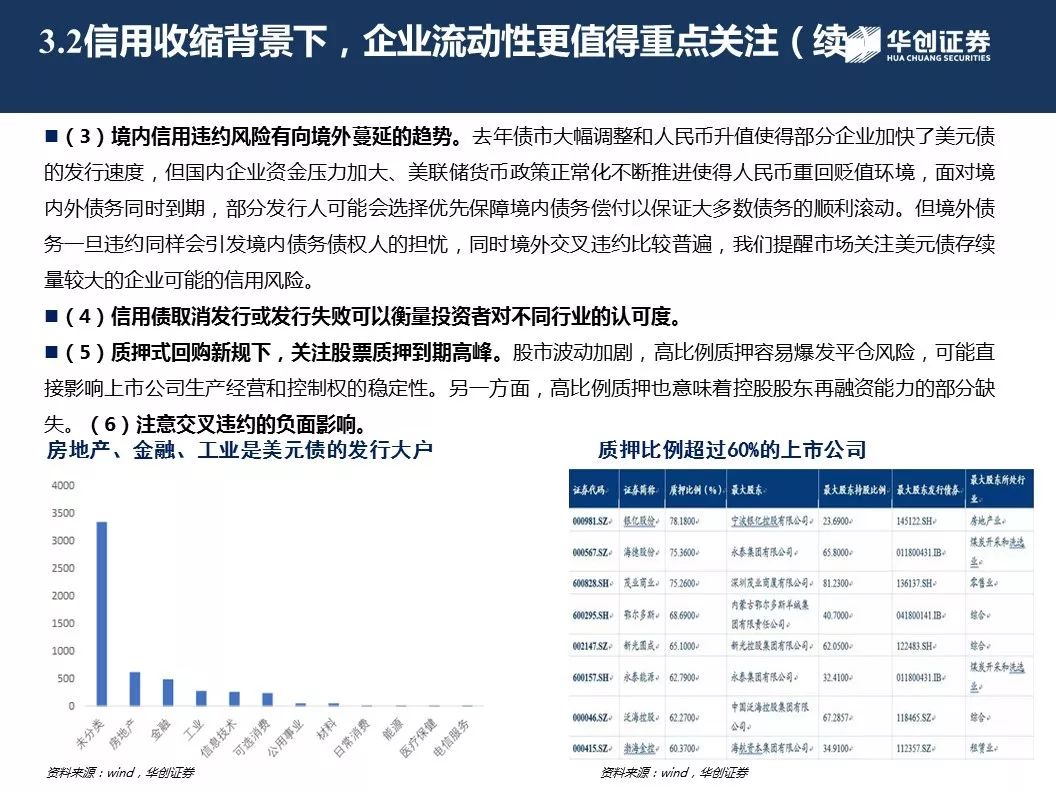 3.2信用收缩背景下，企业流动性更值得重点关注（续
华创证券
HUA CHUANG SECURITIES
■（3）境内信用违约风险有向境外蔓延的趋势。去年债市大幅调整和人民币升值使得部分企业加快了美元债
的发行速度，但国内企业资金压力加大、美联储货币政策正常化不断推进使得人民币重回贬值环境，面对境
内外债务同时到期，部分发行人可能会选择优先保障境内债务偿付以保证大多数债务的顺利滚动。但境外债
务一旦违约同样会引发境内债务债权人的担忧，同时境外交叉违约比较普遍，我们提醒市场关注美元债存续
量较大的企业可能的信用风险。
■（4）信用债取消发行或发行失败可以衡量投资者对不同行业的认可度。
■（5）质押式回购新规下，关注股票质押到期高峰。股市波动加剧，高比例质押容易爆发平仓风险，可能直
接影响上市公司生产经营和控制权的稳定性。另一方面，高比例质押也意味着控股股东再融资能力的部分缺
失。（6）注意交叉违约的负面影响。
房地产、金融、工业是美元债的发行大户
4000
3500
3000
2500
2000
1500
1000
500
0
未分类
房地产
金融
工业
信息技术
可选消费
公用事业
材料
日常消费
能源
医疗保健
电信服务
资料来源：wind，华创证券
质押比例超过60%的上市公司
证券代码 证券简称 质押比例（%） 最大股东 最大股东持股比例 最大股东发行债券 最大股东所处行
业
000981.SZ 银亿股份 78.1800 宁波银亿控股有限公司 23.6900 145122.SH 房地产业
000567.SZ 海德股份 75.3600 永泰集团有限公司 65.8000 011800431.IB 煤炭开采和洗选
业
600828.SH 茂业商业 75.2600 深圳茂业商厦有限公司 81.2300 136137.SH 零售业
600295.SH 鄂尔多斯 68.6900 内蒙古鄂尔多斯羊绒集
团有限责任公司 40.7000 041800141.IB 综合
002147.SZ 新光圆成 65.1000 新光控股集团有限公司 62.0500 122483.SH 综合
600157.SH 永泰能源 62.7900 永泰集团有限公司 32.4100 011800431.IB 煤炭开采和洗选
业
000046.SZ 泛海控股 62.2700 中国泛海控股集团有限
公司 67.2857 118465.SZ 综合
000415.SZ 渤海金控 60.3700 海航资本集团有限公司 34.9100 112357.SZ 租赁业
资料来源：wind，华创证券